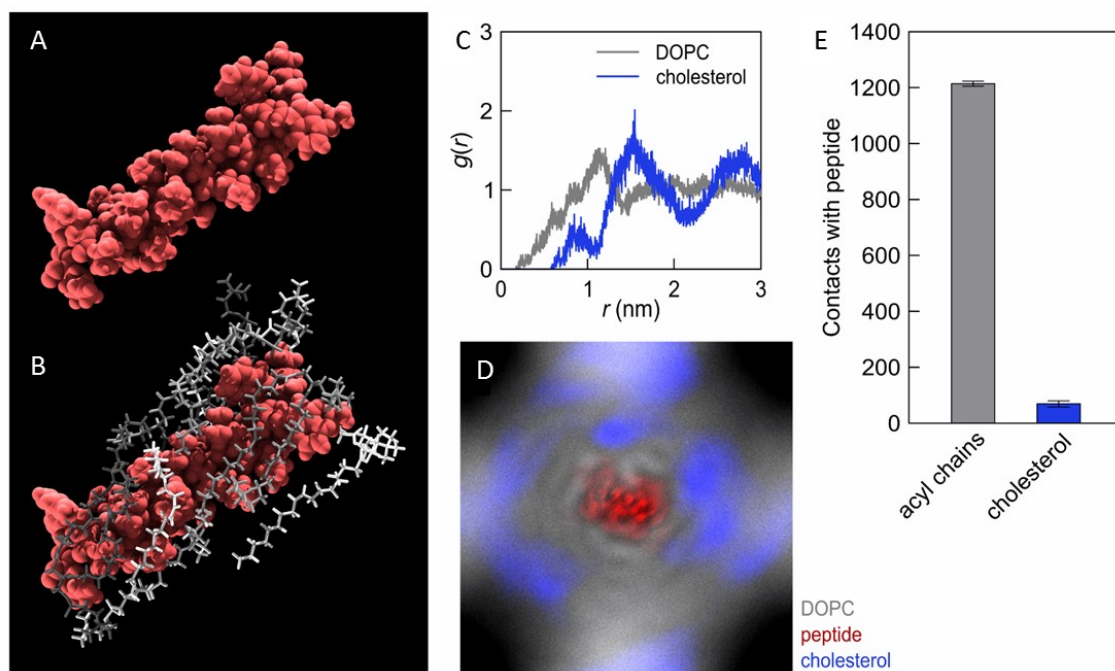 A
B
C
3
2
1
0
g(r)
DOPC
cholesterol
0
1
2
3
r (nm)
D
DOPC
peptide
cholesterol
E
1400
1200
1000
800
600
400
200
0
Contacts with peptide
acyl chains
cholesterol